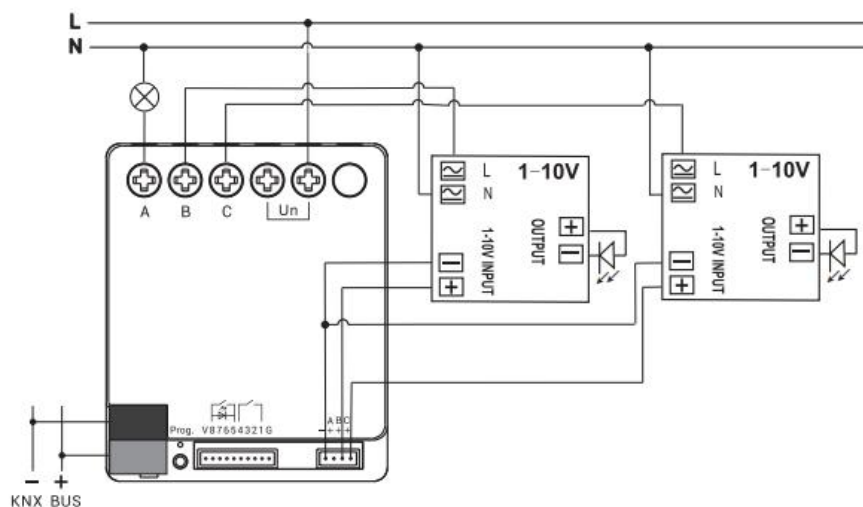 L
N
A B C Un
L 1-10V
N
1-10V INPUT
OUTPUT
L 1-10V
N
1-10V INPUT
OUTPUT
A B C
- + + +
Prog. V87654321G
- +
KNX BUS